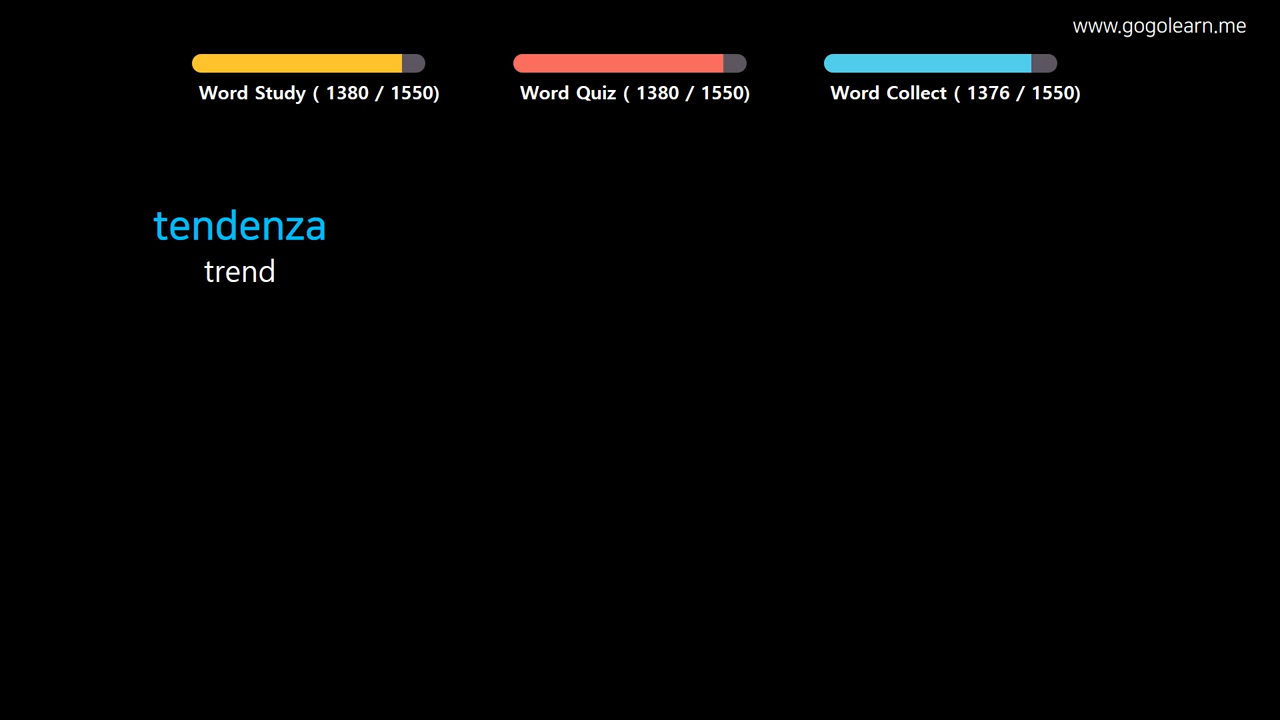 www.gogolearn.me
Word Study ( 1380 / 1550)
Word Quiz ( 1380 / 1550)
Word Collect ( 1376 / 1550)
tendenza
trend